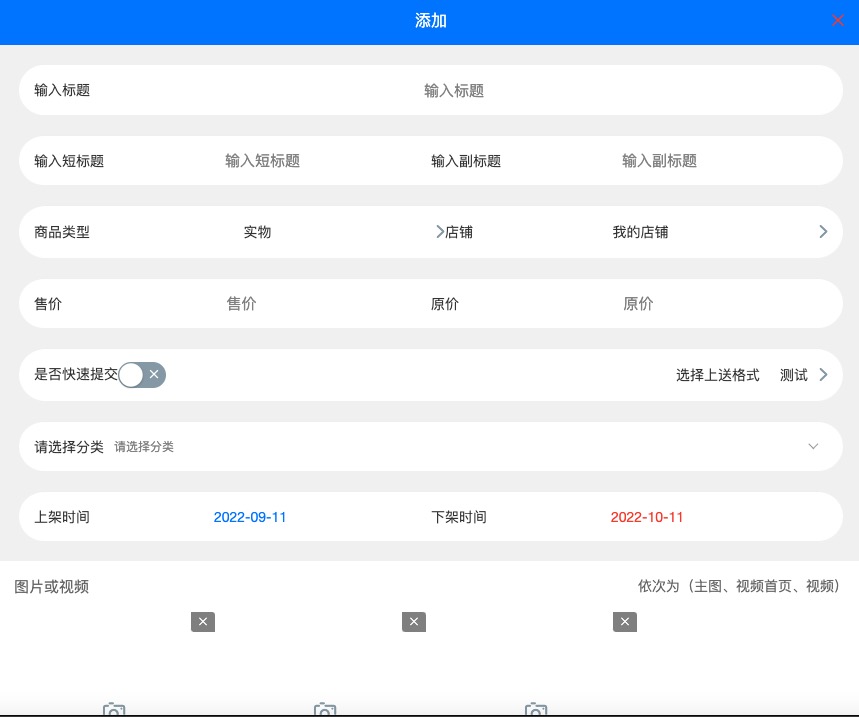 添加
输入标题 输入标题
输入短标题 输入短标题 输入副标题 输入副标题
商品类型 实物 店铺 我的店铺
售价 售价 原价 原价
是否快速提交 选择上送格式 测试
请选择分类 请选择分类
上架时间 2022-09-11 下架时间 2022-10-11
图片或视频 依次为（主图、视频首页、视频）